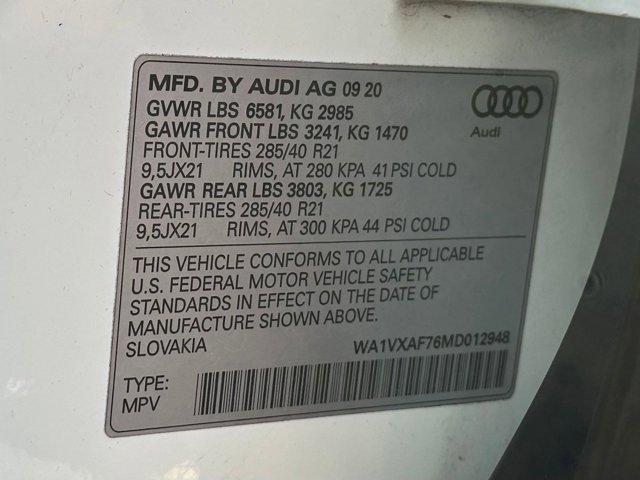 MFD. BY AUDI AG 09 20
GVWR LBS 6581, KG 2985
GAWR FRONT LBS 3241, KG 1470
FRONT-TIRES 285/40 R21
9,5JX21 RIMS, AT 280 KPA 41 PSI COLD
GAWR REAR LBS 3803, KG 1725
REAR-TIRES 285/40 R21
9,5JX21 RIMS, AT 300 KPA 44 PSI COLD
Audi
THIS VEHICLE CONFORMS TO ALL APPLICABLE
U.S. FEDERAL MOTOR VEHICLE SAFETY
STANDARDS IN EFFECT ON THE DATE OF
MANUFACTURE SHOWN ABOVE.
SLOVAKIA WA1VXAF76MD012948
TYPE:
MPV